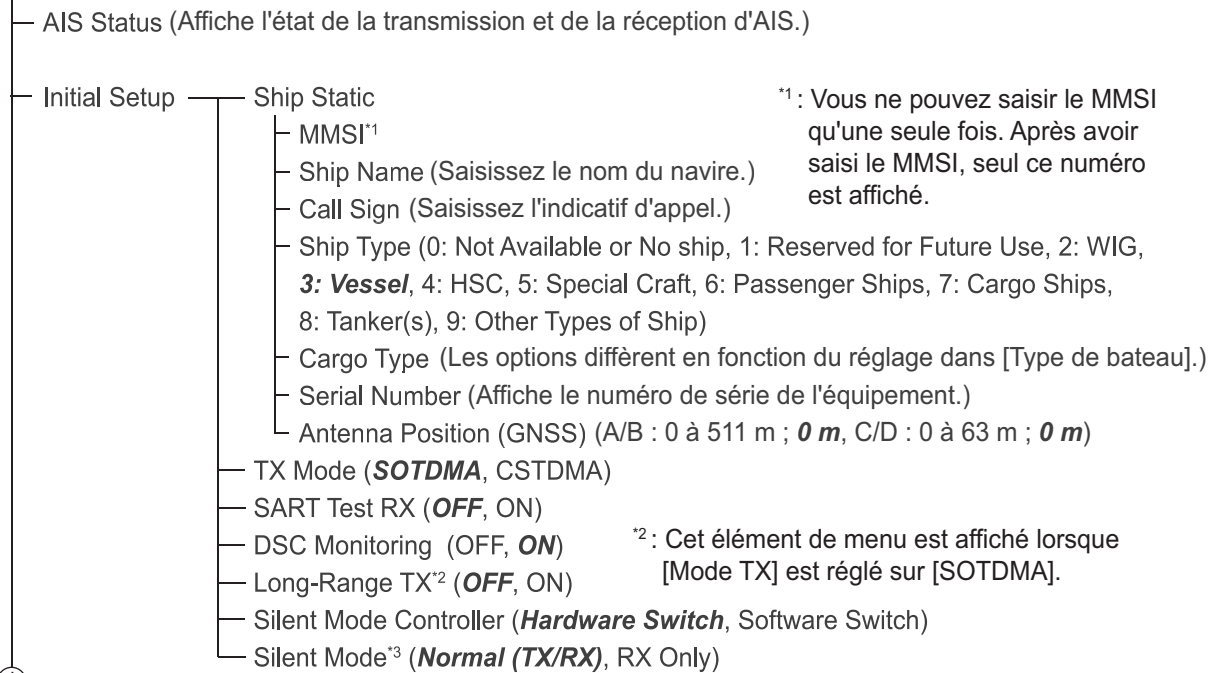 AIS Status (Affiche l'état de la transmission et de la réception d'AIS.)
Initial Setup
Ship Static
MMSI*1
Ship Name (Saisissez le nom du navire.)
Call Sign (Saisissez l'indicatif d'appel.)
Ship Type (0: Not Available or No ship, 1: Reserved for Future Use, 2: WIG,
3: Vessel, 4: HSC, 5: Special Craft, 6: Passenger Ships, 7: Cargo Ships,
8: Tanker(s), 9: Other Types of Ship)
Cargo Type (Les options diffèrent en fonction du réglage dans [Type de bateau].)
Serial Number (Affiche le numéro de série de l'équipement.)
Antenna Position (GNSS) (A/B : 0 à 511 m ; 0 m, C/D : 0 à 63 m ; 0 m)
TX Mode (SOTDMA, CSTDMA)
SART Test RX (OFF, ON)
DSC Monitoring (OFF, ON)
Long-Range TX*2 (OFF, ON)
Silent Mode Controller (Hardware Switch, Software Switch)
Silent Mode*3 (Normal (TX/RX), RX Only)
*1 : Vous ne pouvez saisir le MMSI
qu'une seule fois. Après avoir
saisi le MMSI, seul ce numéro
est affiché.
*2 : Cet élément de menu est affiché lorsque
[Mode TX] est réglé sur [SOTDMA].